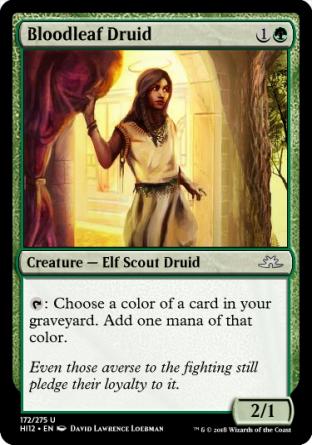 Bloodleaf Druid 1
Creature — Elf Scout Druid
: Choose a color of a card in your
graveyard. Add one mana of that
color.
Even those averse to the fighting still
pledge their loyalty to it.
2/1
172/275 U
HI12 • EN DAVID LAWRENCE LOEBMAN
™ & © 2018 Wizards of the Coast